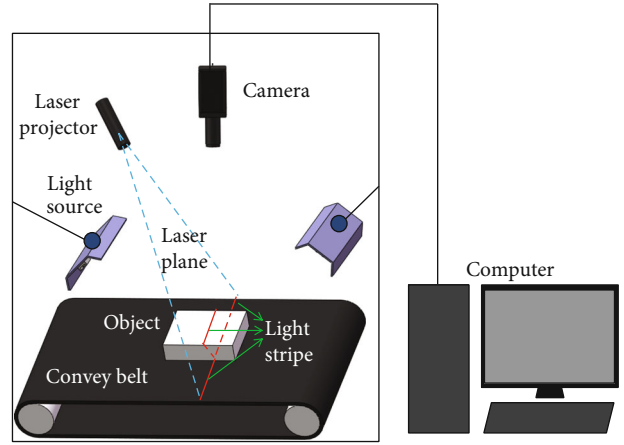 Camera
Laser
projector
Light
source
Laser
plane
Computer
Object
Light
stripe
Convey belt